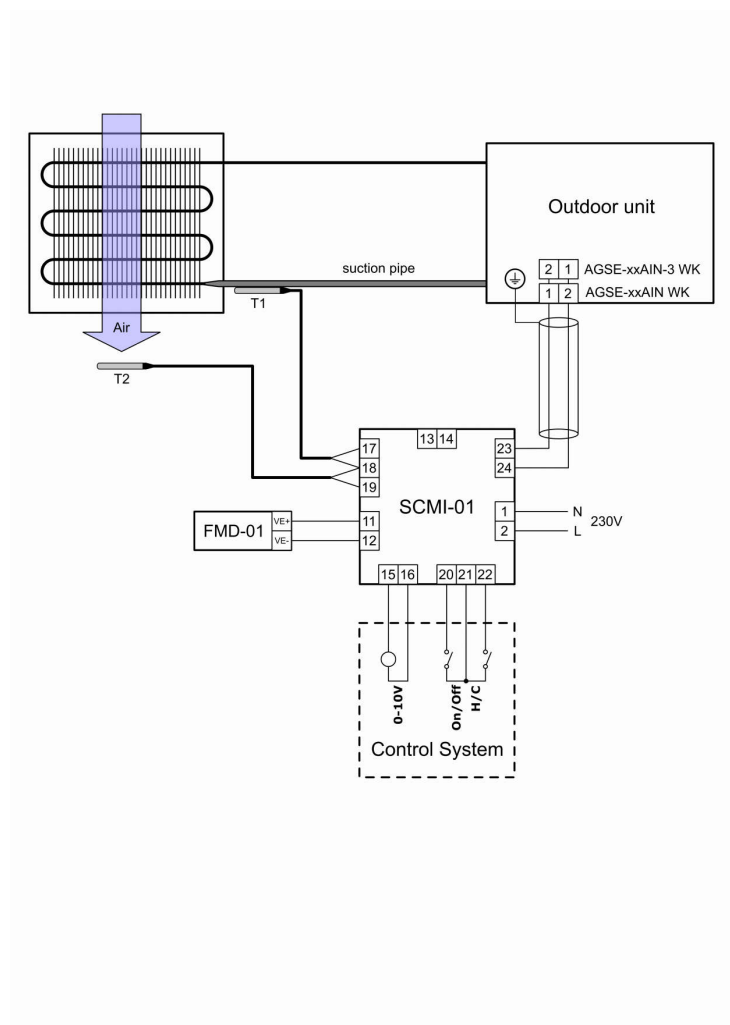 Outdoor unit
2 1 AGSE-xxAIN-3 WK
1 2 AGSE-xxAIN WK
suction pipe
T1
Air
T2
13 14
17
18
19
23
24
SCMI-01
1 N
2 L
230V
FMD-01
VE+
VE-
11
12
15 16
20 21 22
0-10V
On/Off
H/C
Control System